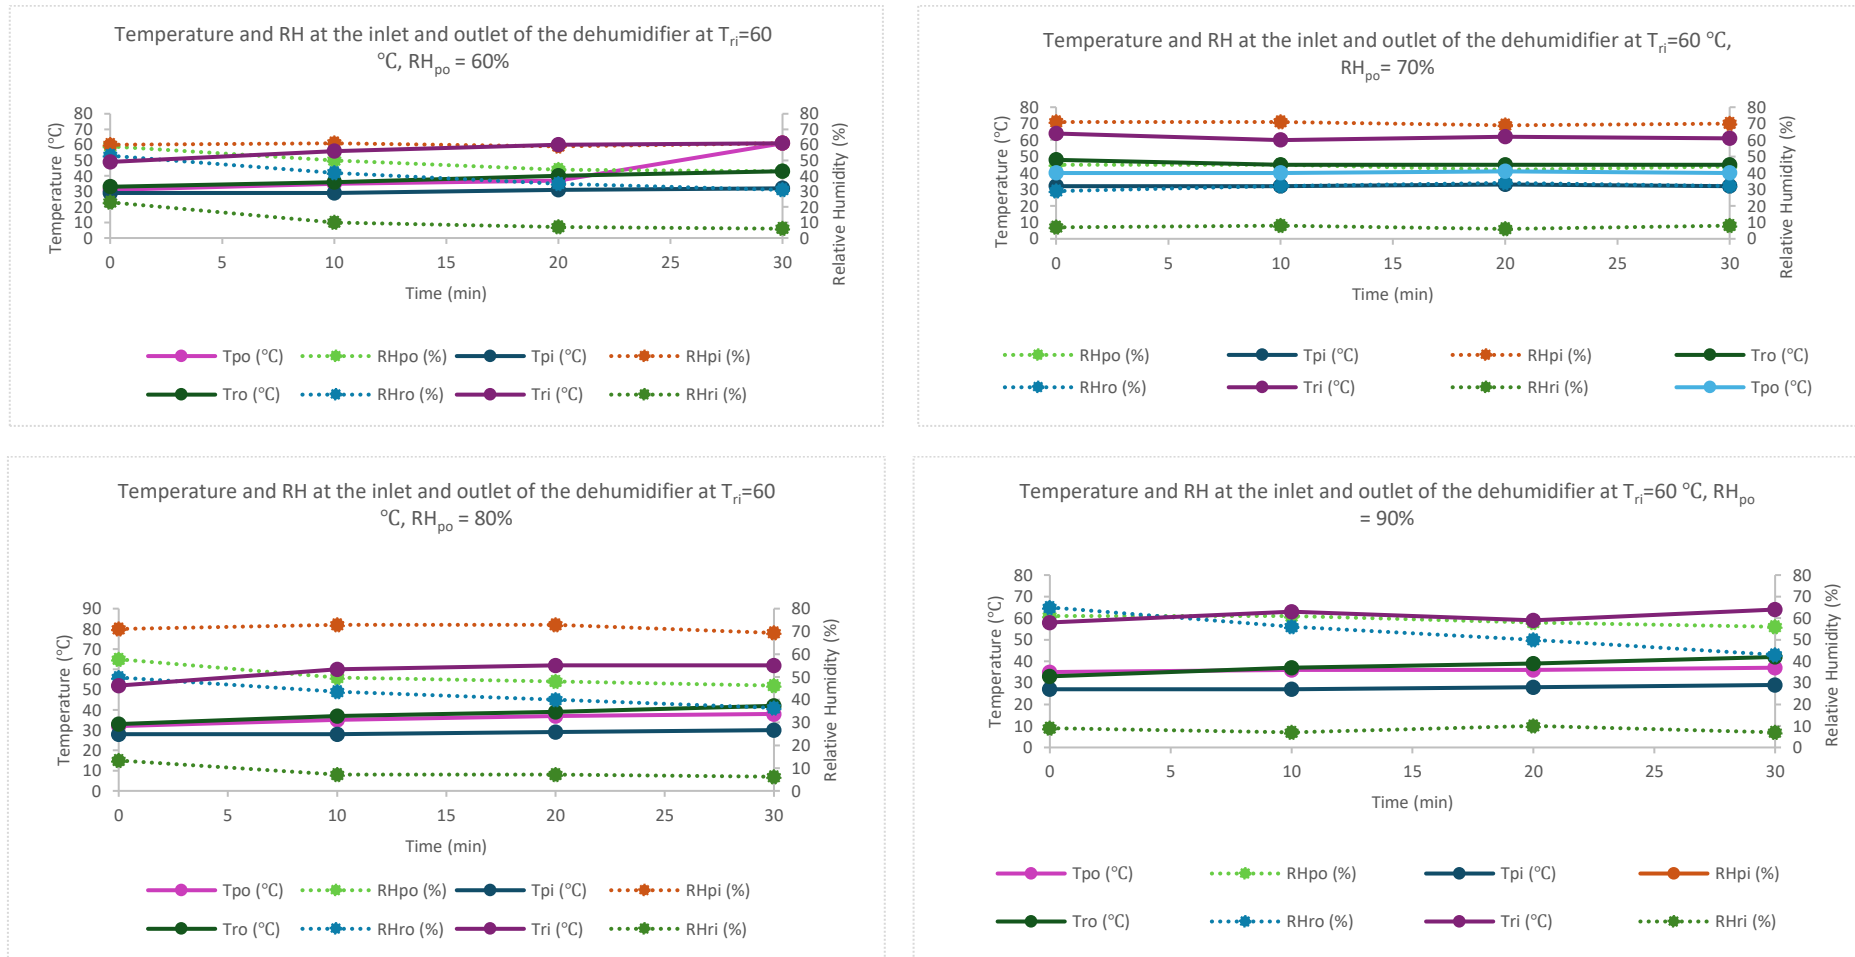 Temperature and RH at the inlet and outlet of the dehumidifier at Tri=60
°C, RHpo = 60%
Temperature (°C)
80
70
60
50
40
30
20
10
0
80
70
60
50
40
30
20
10
0
Relative Humidity (%)
0 5 10 15 20 25 30
Time (min)
Tpo (°C) RHpo (%) Tpi (°C) RHpi (%)
Tro (°C) RHro (%) Tri (°C) RHri (%)
Temperature and RH at the inlet and outlet of the dehumidifier at Tri=60 °C,
RHpo= 70%
Temperature (°C)
80
70
60
50
40
30
20
10
0
80
70
60
50
40
30
20
10
0
Relative Humidity (%)
0 5 10 15 20 25 30
Time (min)
RHpo (%) Tpi (°C) RHpi (%) Tro (°C)
RHro (%) Tri (°C) RHri (%) Tpo (°C)
Temperature and RH at the inlet and outlet of the dehumidifier at Tri=60
°C, RHpo = 80%
Temperature (°C)
90
80
70
60
50
40
30
20
10
0
80
70
60
50
40
30
20
10
0
Relative Humidity (%)
0 5 10 15 20 25 30
Time (min)
Tpo (°C) RHpo (%) Tpi (°C) RHpi (%)
Tro (°C) RHro (%) Tri (°C) RHri (%)
Temperature and RH at the inlet and outlet of the dehumidifier at Tri=60 °C, RHpo
= 90%
Temperature (°C)
80
70
60
50
40
30
20
10
0
80
70
60
50
40
30
20
10
0
Relative Humidity (%)
0 5 10 15 20 25 30
Time (min)
Tpo (°C) RHpo (%) Tpi (°C) RHpi (%)
Tro (°C) RHro (%) Tri (°C) RHri (%)